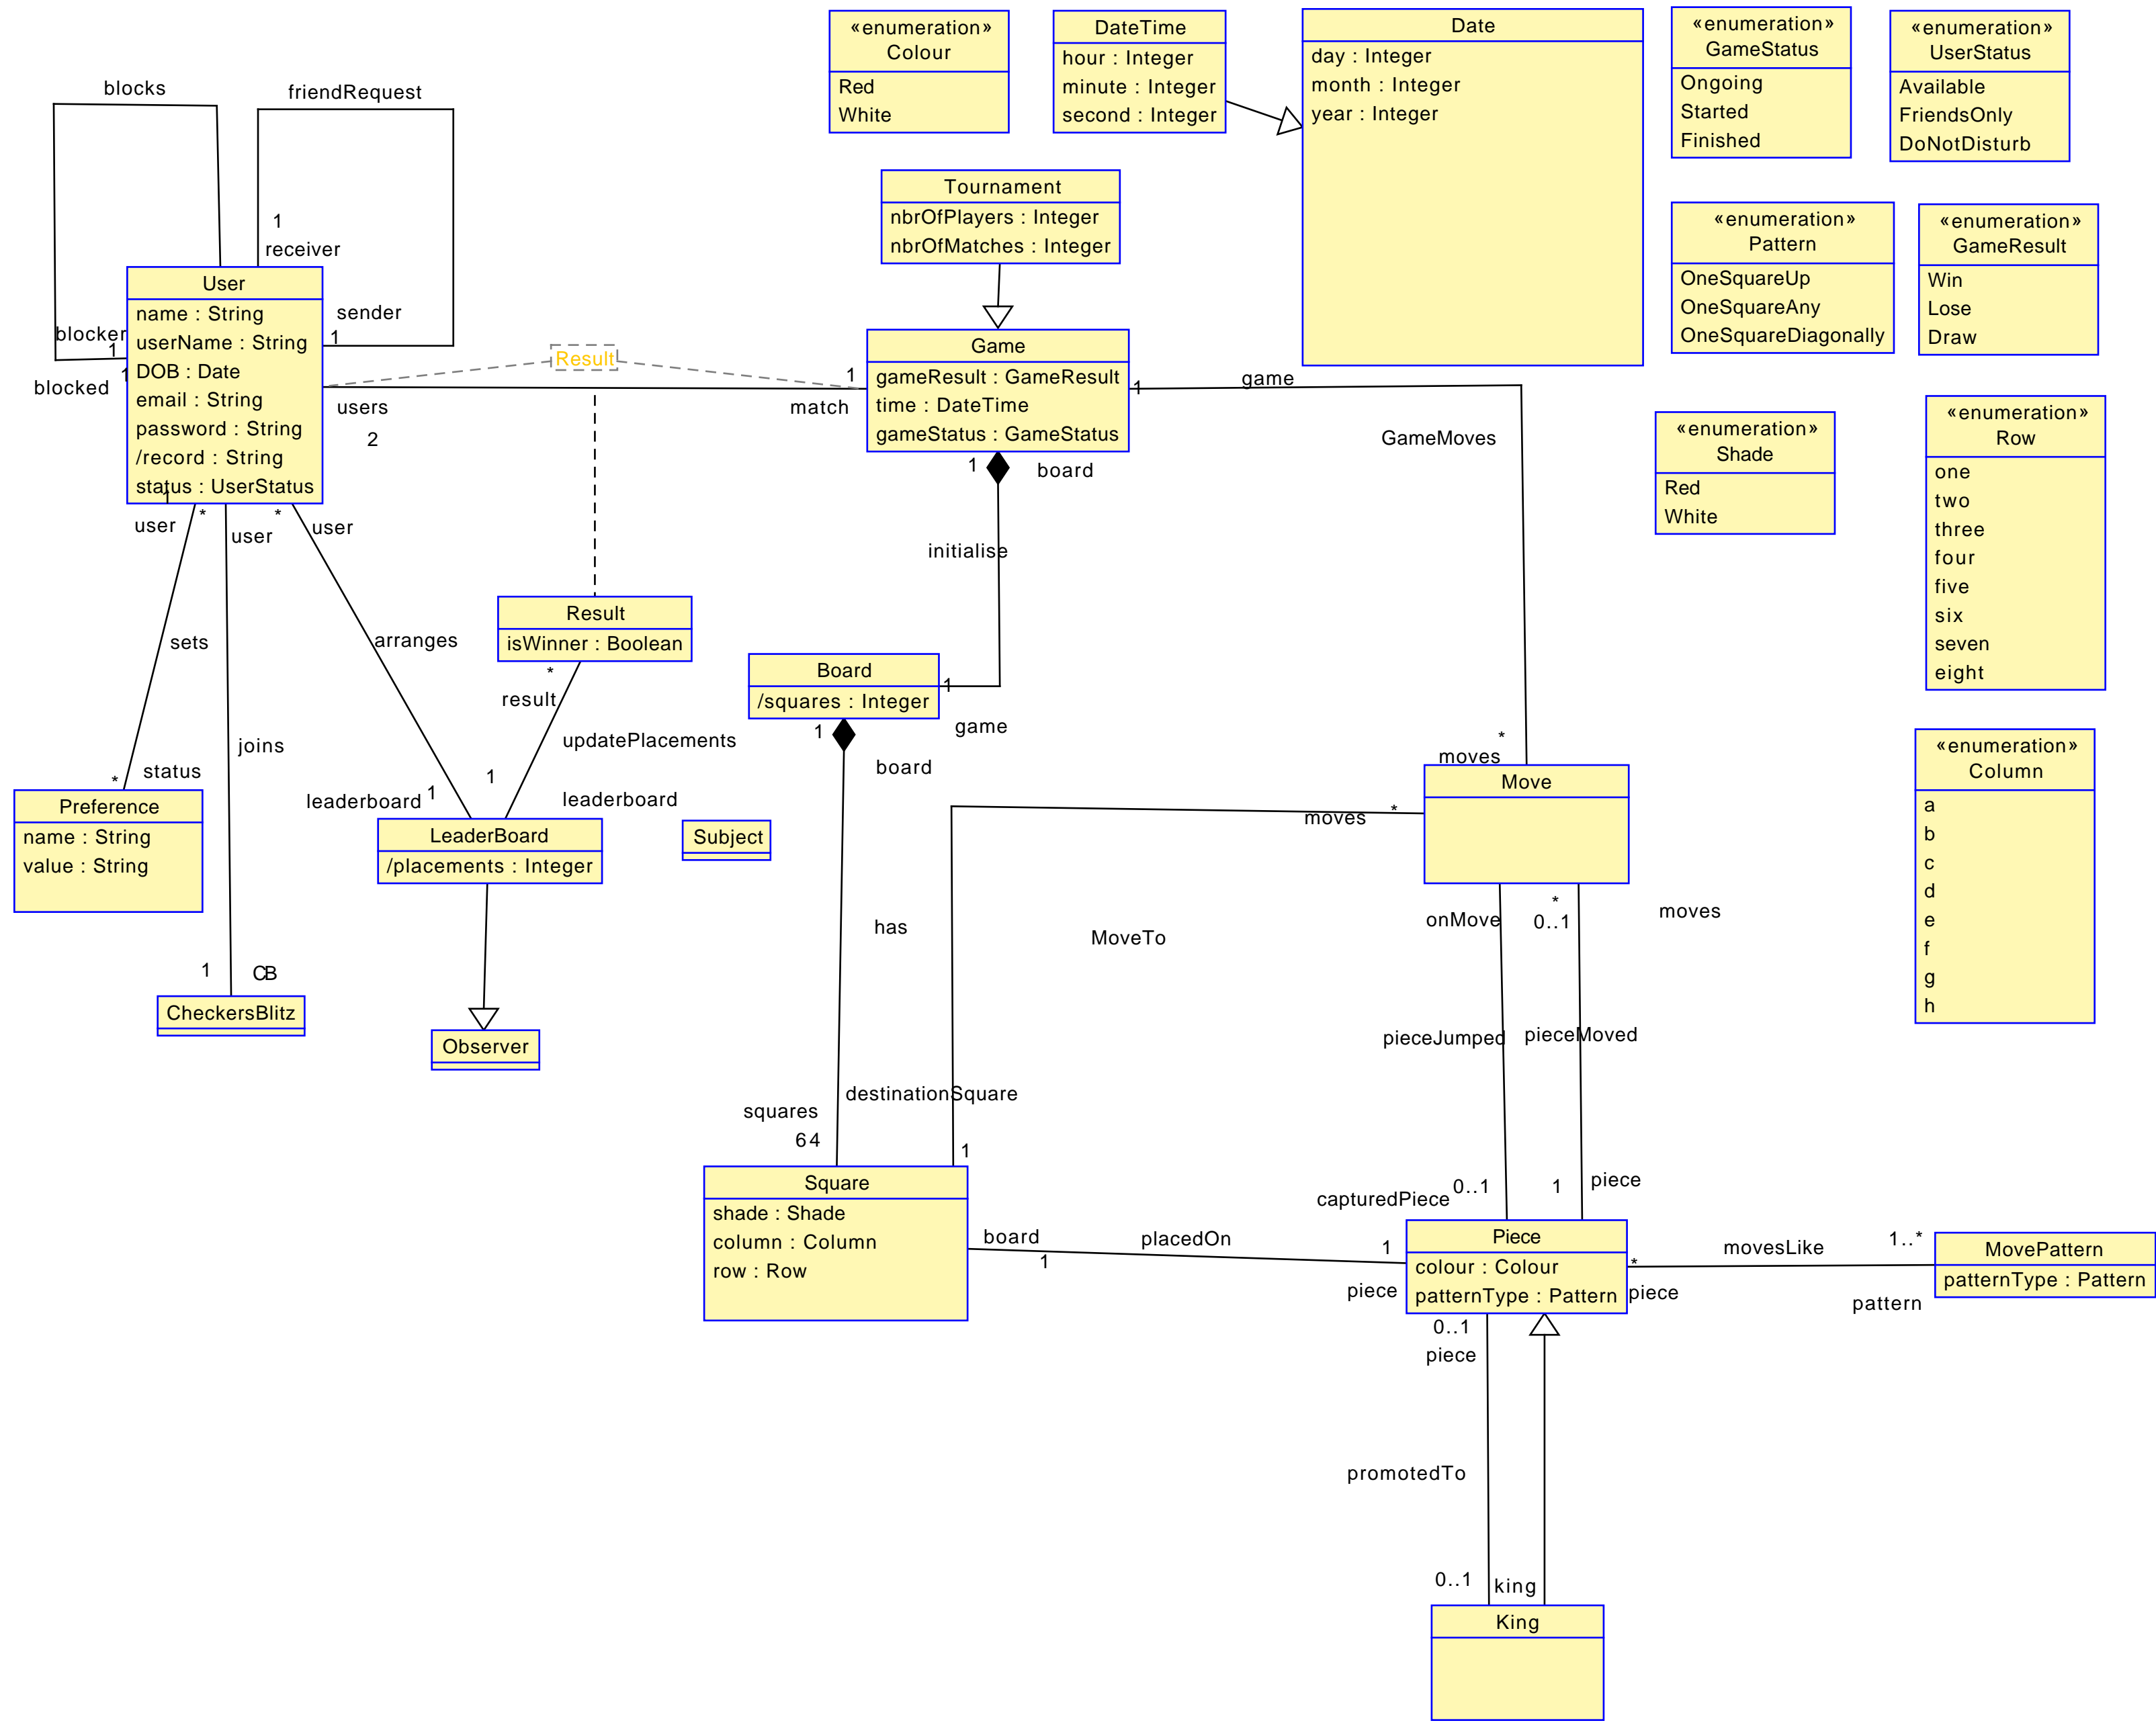 «enumeration»
Colour
Red
White
DateTime
hour : Integer
minute : Integer
second : Integer
Date
day : Integer
month : Integer
year : Integer
«enumeration»
GameStatus
Ongoing
Started
Finished
«enumeration»
UserStatus
Available
FriendsOnly
DoNotDisturb
blocks
friendRequest
1
receiver
sender
1
blocker
1
1
blocked
User
name : String
userName : String
DOB : Date
email : String
password : String
/record : String
status : UserStatus
Tournament
nbrOfPlayers : Integer
nbrOfMatches : Integer
«enumeration»
Pattern
OneSquareUp
OneSquareAny
OneSquareDiagonally
«enumeration»
GameResult
Win
Lose
Draw
Result
users
2
1
match
Game
gameResult : GameResult
time : DateTime
gameStatus : GameStatus
1
game
GameMoves
1
board
initialise
«enumeration»
Shade
Red
White
«enumeration»
Row
one
two
three
four
five
six
seven
eight
1
user
*
user
*
user
sets
arranges
joins
Result
isWinner : Boolean
*
result
updatePlacements
1
leaderboard
leaderboard
1
Board
/squares : Integer
1
game
1
board
*
moves
Move
moves
*
«enumeration»
Column
a
b
c
d
e
f
g
h
*
status
Preference
name : String
value : String
LeaderBoard
/placements : Integer
Subject
has
MoveTo
onMove
*
0..1
moves
1
CB
CheckersBlitz
Observer
pieceJumped
pieceMoved
destinationSquare
squares
64
1
Square
shade : Shade
column : Column
row : Row
board
1
placedOn
1
piece
capturedPiece
0..1
1
piece
Piece
colour : Colour
patternType : Pattern
*
piece
movesLike
1..*
pattern
MovePattern
patternType : Pattern
0..1
piece
promotedTo
0..1
king
King